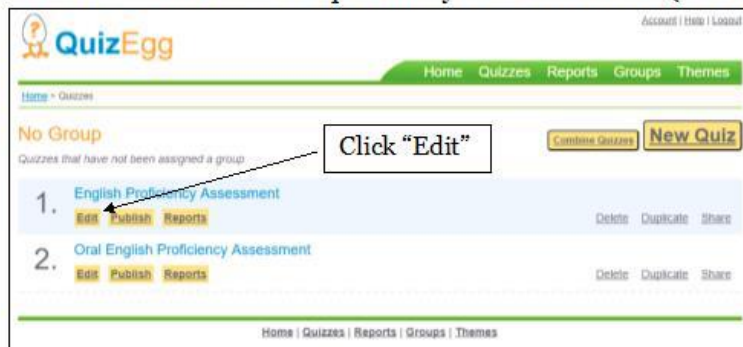 Account | Help | Logout
QuizEgg
Home Quizzes Reports Groups Themes
Home > Quizzes
No Group
Click "Edit"
Combine Quizzes New Quiz
Quizzes that have not been assigned a group
1. English Proficiency Assessment
Edit Publish Reports Delete Duplicate Share
2. Oral English Proficiency Assessment
Edit Publish Reports Delete Duplicate Share
Home | Quizzes | Reports | Groups | Themes